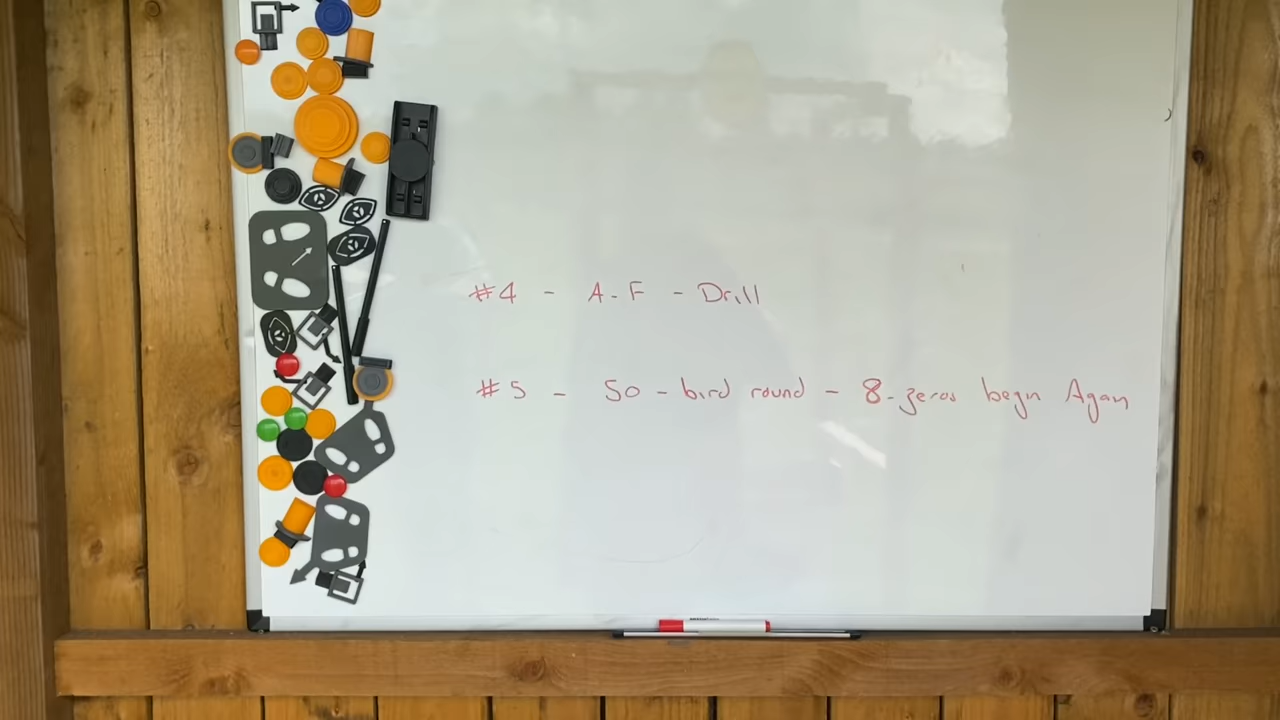 #4 - A-F - Drill
#5 - 50 - bird round - 8-zeros begin Again